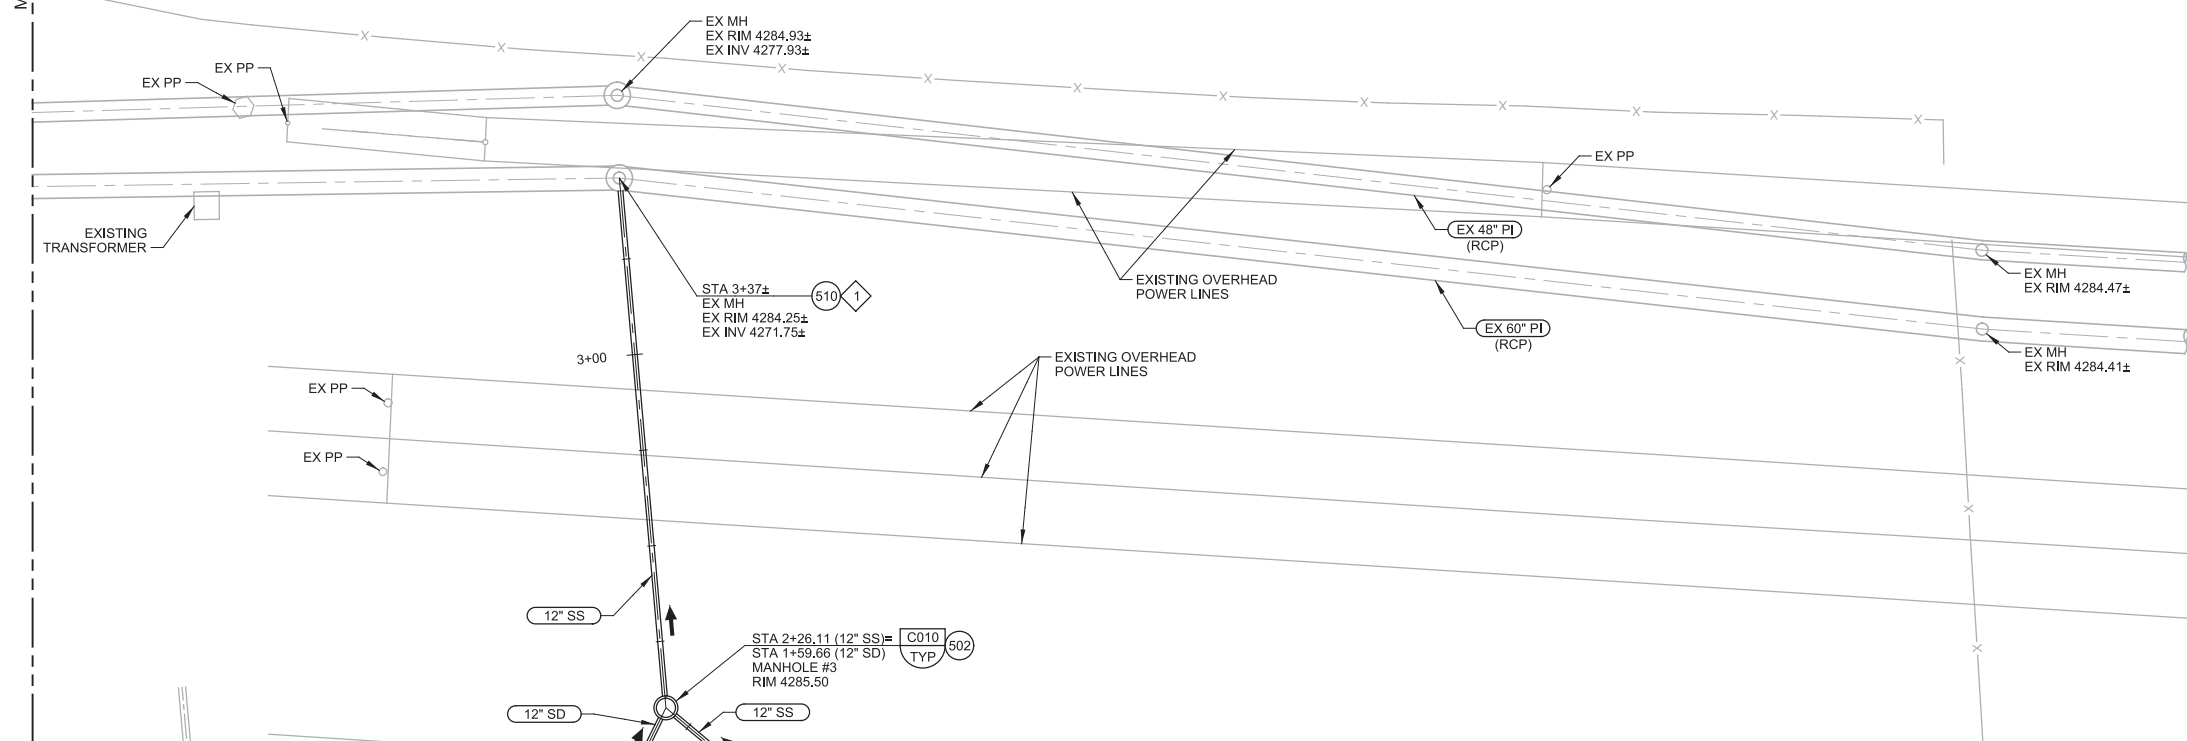 M
EX MH
EX RIM 4284.93±
EX INV 4277.93±
EX PP
EX PP
EX PP
EXISTING
TRANSFORMER
EX 48" PI
(RCP)
EXISTING OVERHEAD
POWER LINES
EX MH
EX RIM 4284.47±
STA 3+37±
EX MH
EX RIM 4284.25±
EX INV 4271.75±
510
1
EX 60" PI
(RCP)
EX MH
EX RIM 4284.41±
3+00
EXISTING OVERHEAD
POWER LINES
EX PP
EX PP
12" SS
STA 2+26.11 (12" SS)=
STA 1+59.66 (12" SD)
MANHOLE #3
RIM 4285.50
C010
TYP
502
12" SD
12" SS